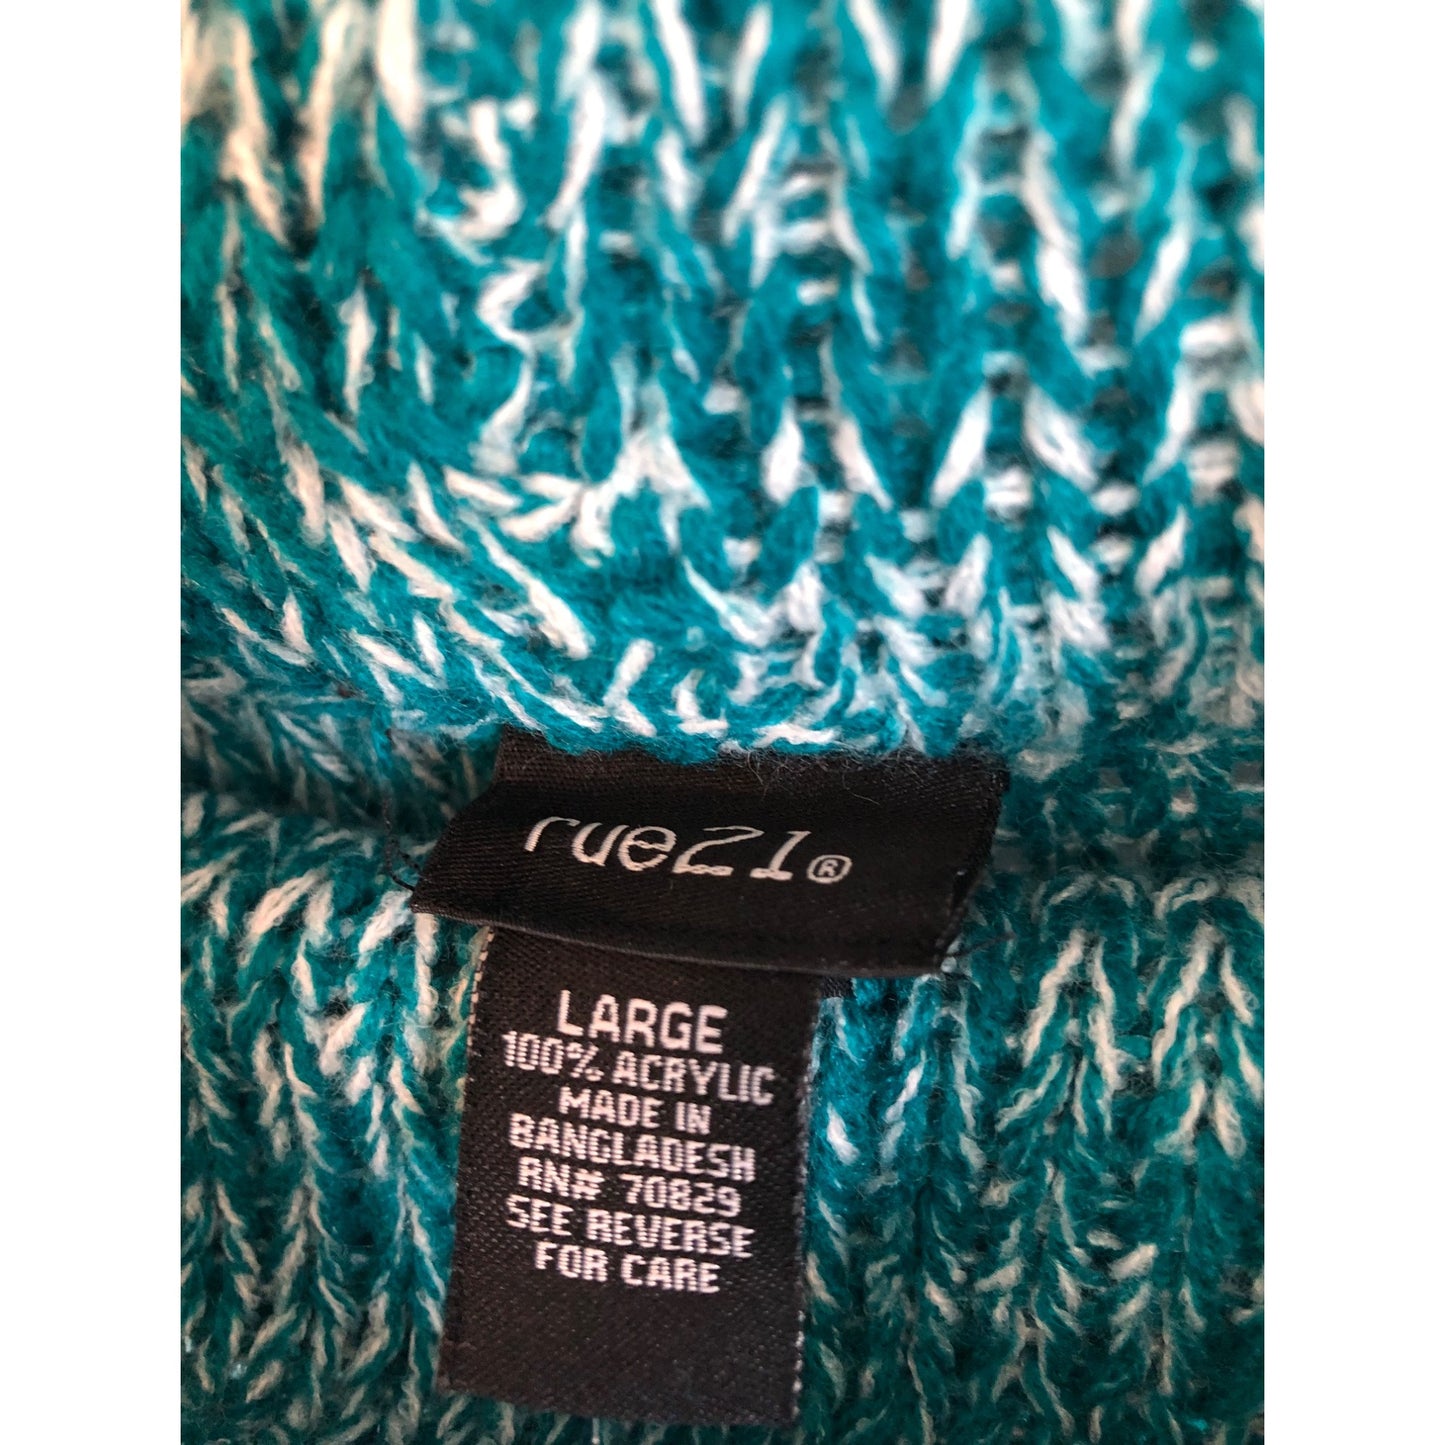 rue21®
LARGE
100% ACRYLIC
MADE IN
BANGLADESH
RN# 70829
SEE REVERSE
FOR CARE